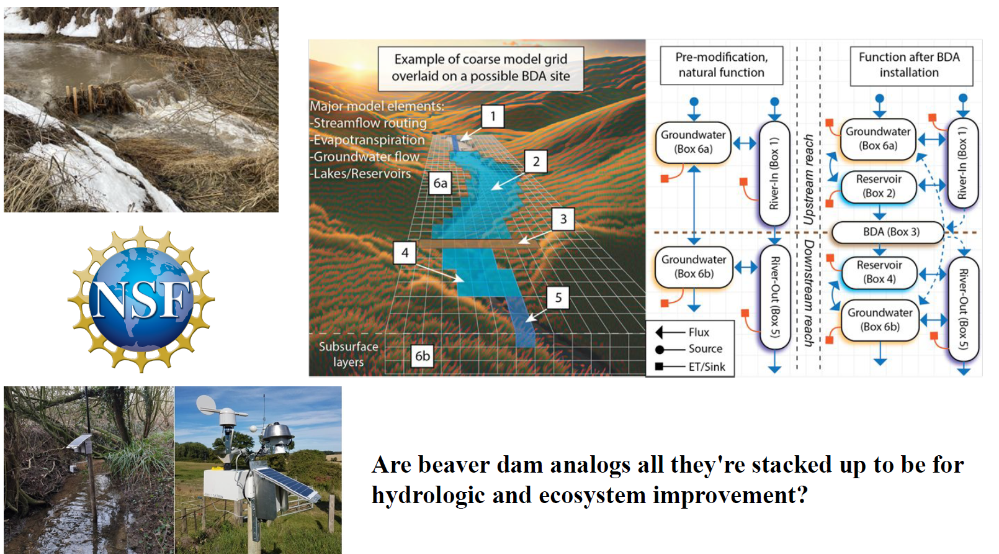 Example of coarse model grid
overlaid on a possible BDA site
Major model elements:
-Streamflow routing
-Evapotranspiration
-Groundwater flow
-Lakes/Reservoirs
1
2
6a
3
4
5
Subsurface
layers
6b
Pre-modification,
natural function
Groundwater
(Box 6a)
River-In (Box 1)
Groundwater
(Box 6b)
River-Out (Box 5)
Flux
Source
ET/Sink
Upstream reach
Downstream reach
Function after BDA
installation
Groundwater
(Box 6a)
River-In (Box 1)
Reservoir
(Box 2)
BDA (Box 3)
Reservoir
(Box 4)
Groundwater
(Box 6b)
River-Out (Box 5)
NSF
Are beaver dam analogs all they're stacked up to be for
hydrologic and ecosystem improvement?